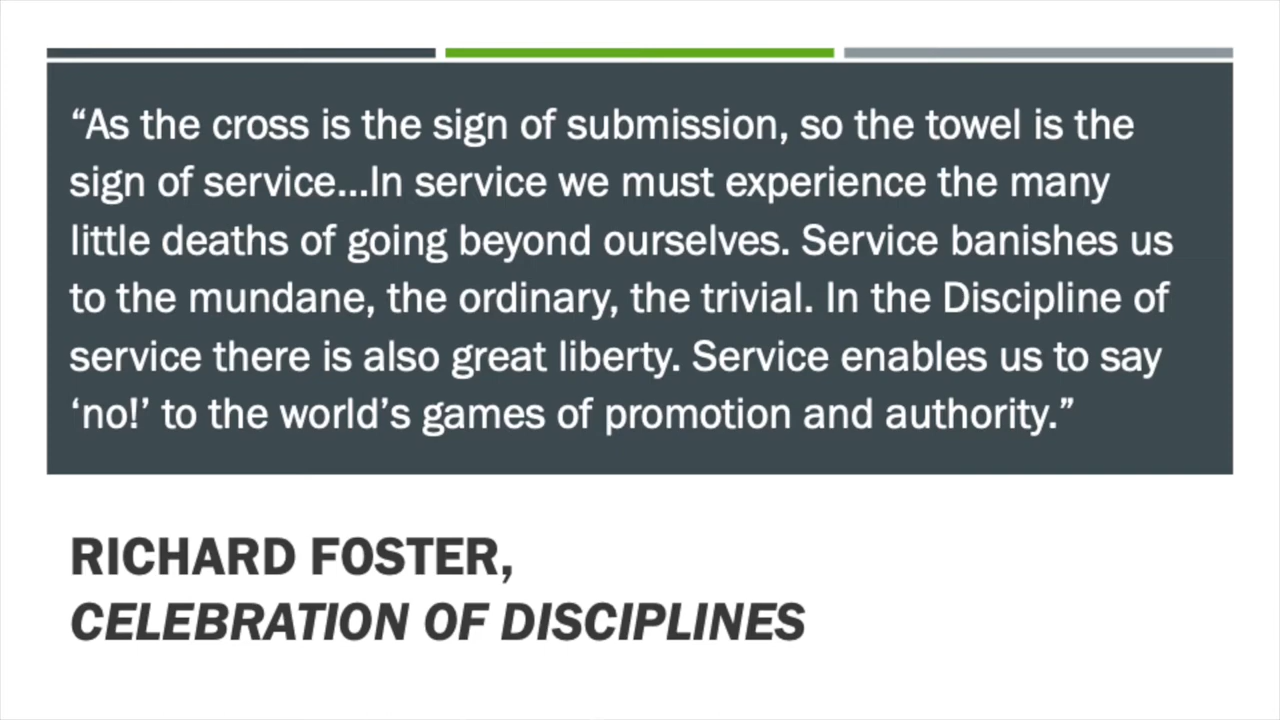 “As the cross is the sign of submission, so the towel is the
sign of service...In service we must experience the many
little deaths of going beyond ourselves. Service banishes us
to the mundane, the ordinary, the trivial. In the Discipline of
service there is also great liberty. Service enables us to say
‘no!’ to the world’s games of promotion and authority.”
RICHARD FOSTER,
CELEBRATION OF DISCIPLINES